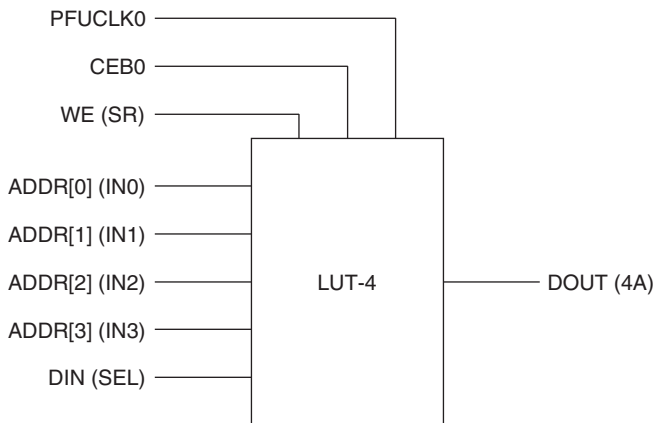 PFUCLK0
CEB0
WE (SR)
ADDR[0] (IN0)
ADDR[1] (IN1)
ADDR[2] (IN2)
LUT-4
DOUT (4A)
ADDR[3] (IN3)
DIN (SEL)